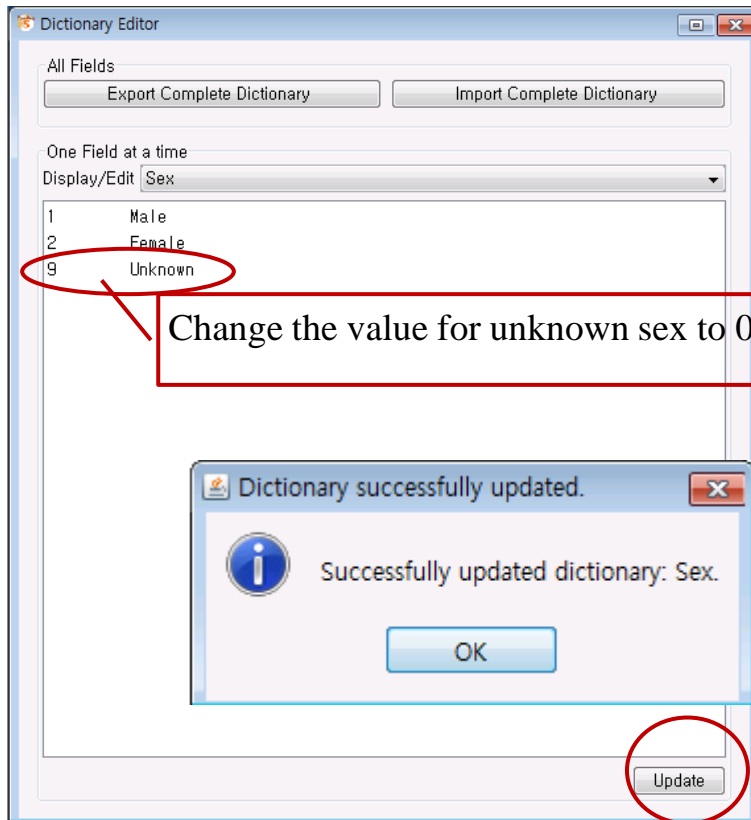 Dictionary Editor
All Fields
Export Complete Dictionary Import Complete Dictionary
One Field at a time
Display/Edit Sex
1 Male
2 Female
9 Unknown
Change the value for unknown sex to 0
Dictionary successfully updated.
Successfully updated dictionary: Sex.
OK
Update